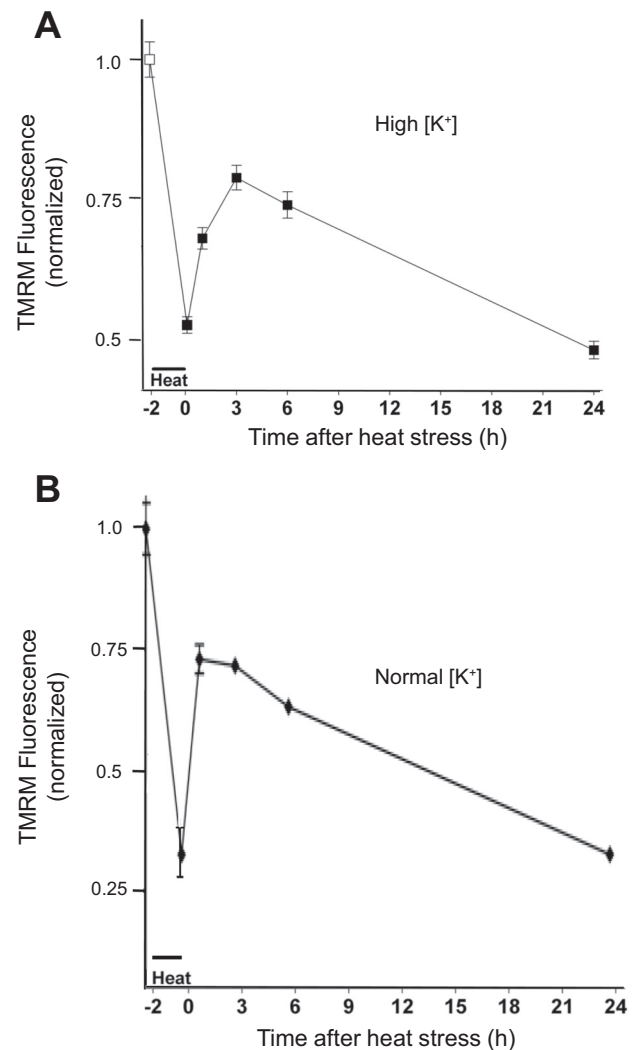 A
TMRM Fluorescence
(normalized)
1.0
0.75
0.5
High [K⁺]
Heat
-2 0 3 6 9 12 15 18 21 24
Time after heat stress (h)
B
TMRM Fluorescence
(normalized)
1.0
0.75
0.5
0.25
Normal [K⁺]
Heat
-2 0 3 6 9 12 15 18 21 24
Time after heat stress (h)